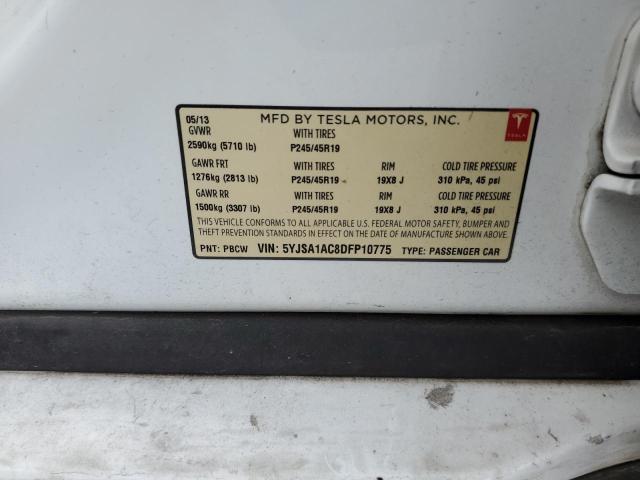 05/13 MFD BY TESLA MOTORS, INC.
GVWR WITH TIRES
2590kg (5710 lb) P245/45R19
TESLA
GAWR FRT WITH TIRES RIM COLD TIRE PRESSURE
1276kg (2813 lb) P245/45R19 19X8 J 310 kPa, 45 psi
GAWR RR WITH TIRES RIM COLD TIRE PRESSURE
1500kg (3307 lb) P245/45R19 19X8 J 310 kPa, 45 psi
THIS VEHICLE CONFORMS TO ALL APPLICABLE U.S. FEDERAL MOTOR SAFETY, BUMPER AND
THEFT PREVENTION STANDARDS IN EFFECT ON THE DATE OF MANUFACTURE SHOWN ABOVE.
PNT: PBCW VIN: 5YJSA1AC8DFP10775 TYPE: PASSENGER CAR